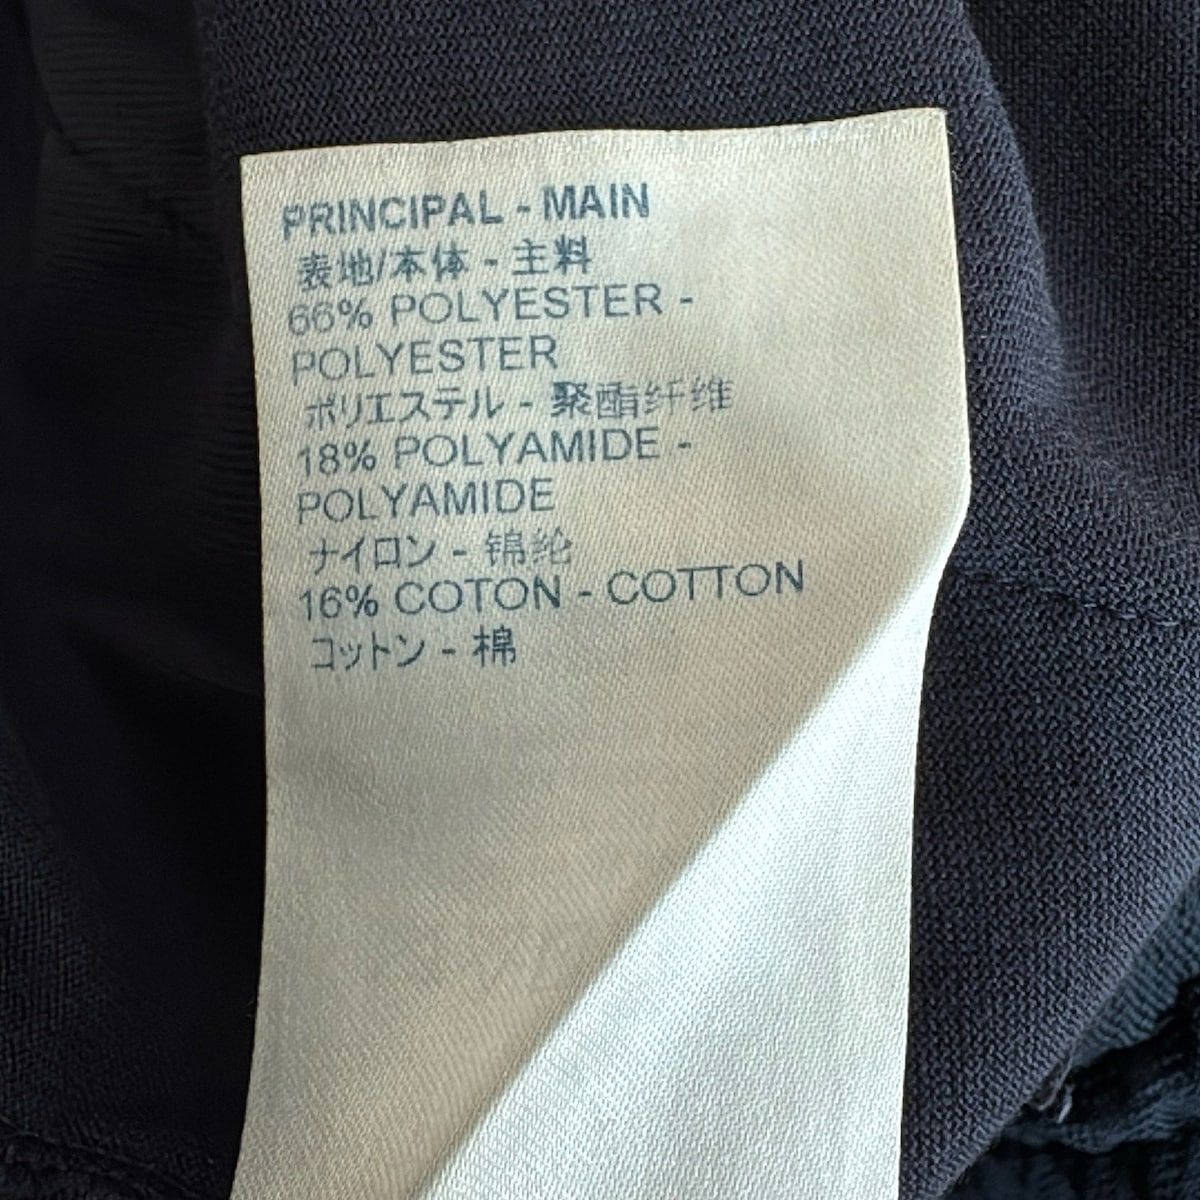 PRINCIPAL - MAIN
表地/本体 - 主料
66% POLYESTER -
POLYESTER
ポリエステル - 聚酯纤维
18% POLYAMIDE -
POLYAMIDE
ナイロン - 锦纶
16% COTON - COTTON
コットン - 棉